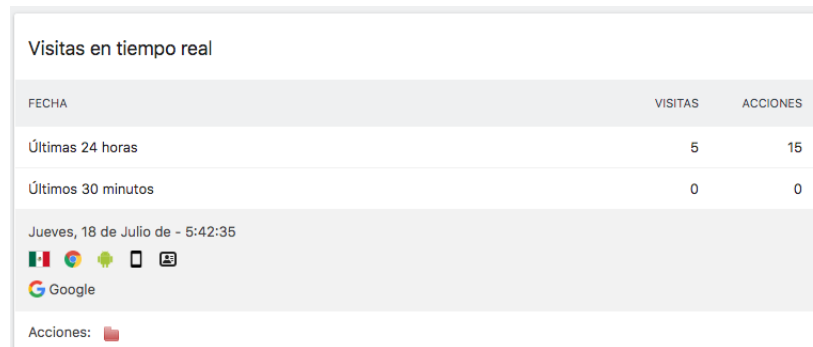 Visitas en tiempo real
FECHA VISITAS ACCIONES
Últimas 24 horas 5 15
Últimos 30 minutos 0 0
Jueves, 18 de Julio de - 5:42:35
Google
Acciones: